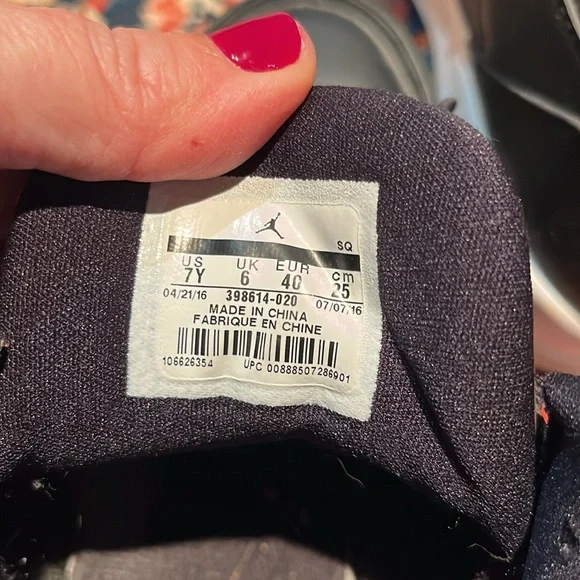 SQ
US UK EUR cm
7Y 6 40 25
04/21/16 398614-020 07/07/16
MADE IN CHINA
FABRIQUE EN CHINE
106626354 UPC 00888507286901